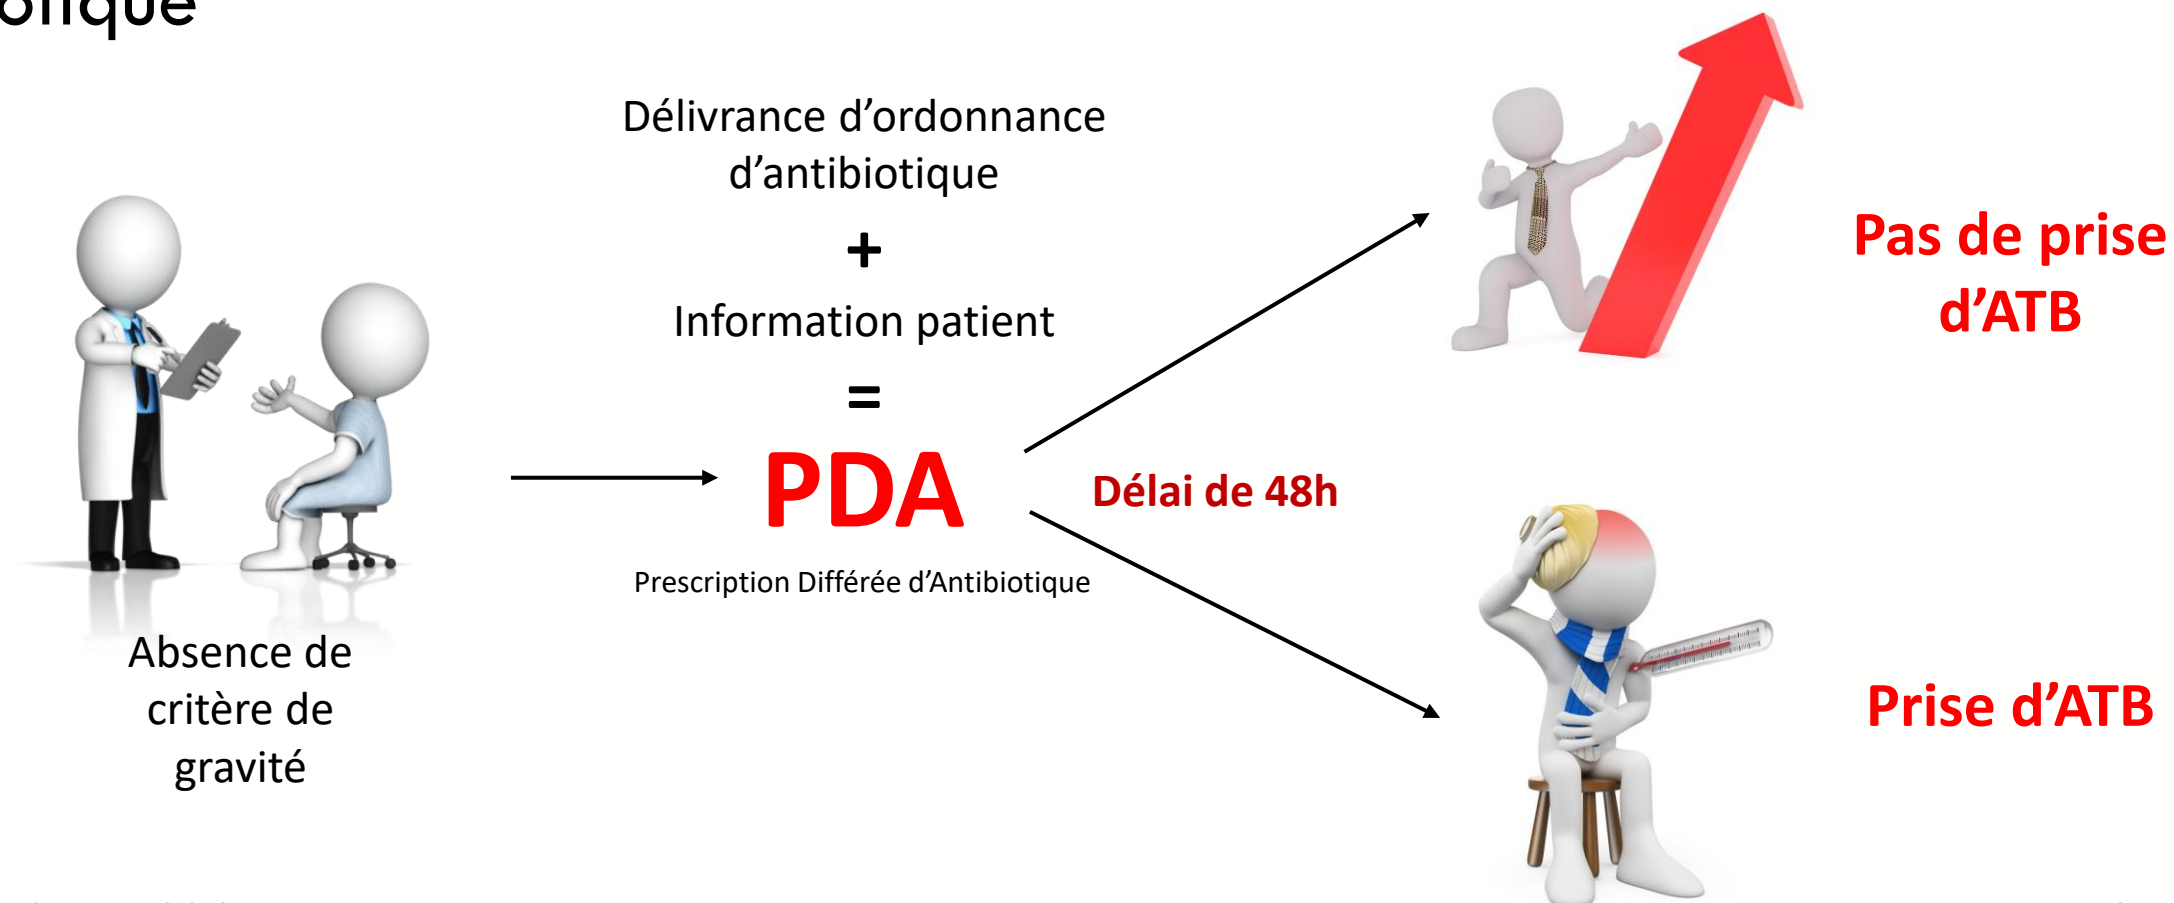 Délivrance d’ordonnance
d’antibiotique
+
Information patient
=
PDA
Prescription Différée d’Antibiotique
Délai de 48h
Absence de
critère de
gravité
Pas de prise
d’ATB
Prise d’ATB